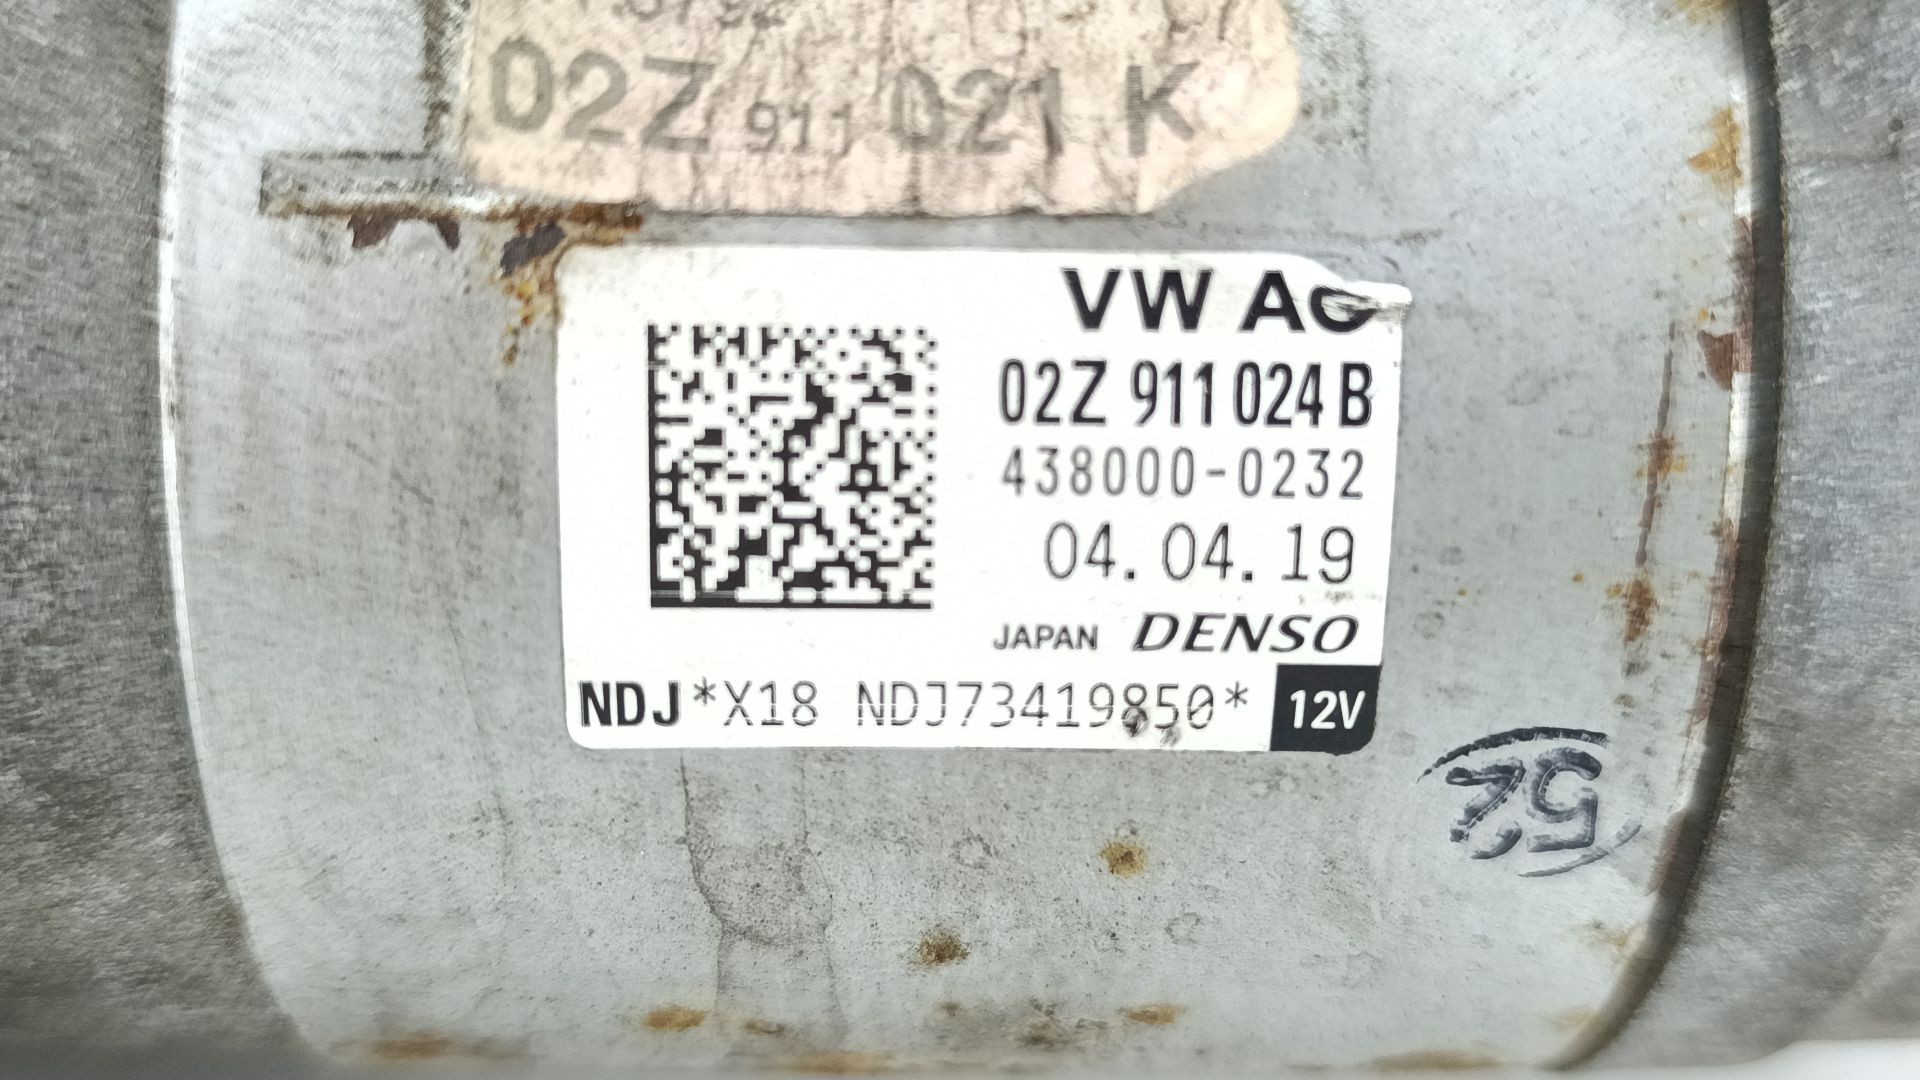 02Z 911 021 K
VW AG
02Z 911 024 B
438000-0232
04. 04. 19
JAPAN DENSO
NDJ*X18 NDJ73419850* 12V
52